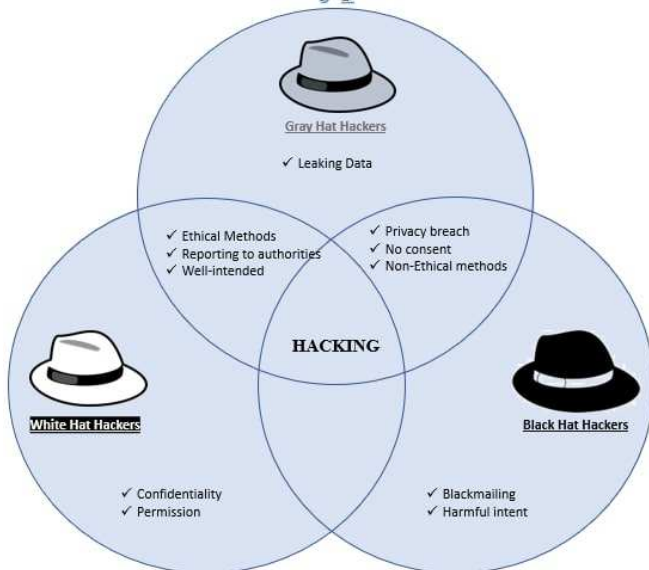 Gray Hat Hackers
✓ Leaking Data
✓ Ethical Methods
✓ Reporting to authorities
✓ Well-intended
✓ Privacy breach
✓ No consent
✓ Non-Ethical methods
HACKING
White Hat Hackers
Black Hat Hackers
✓ Confidentiality
✓ Permission
✓ Blackmailing
✓ Harmful intent